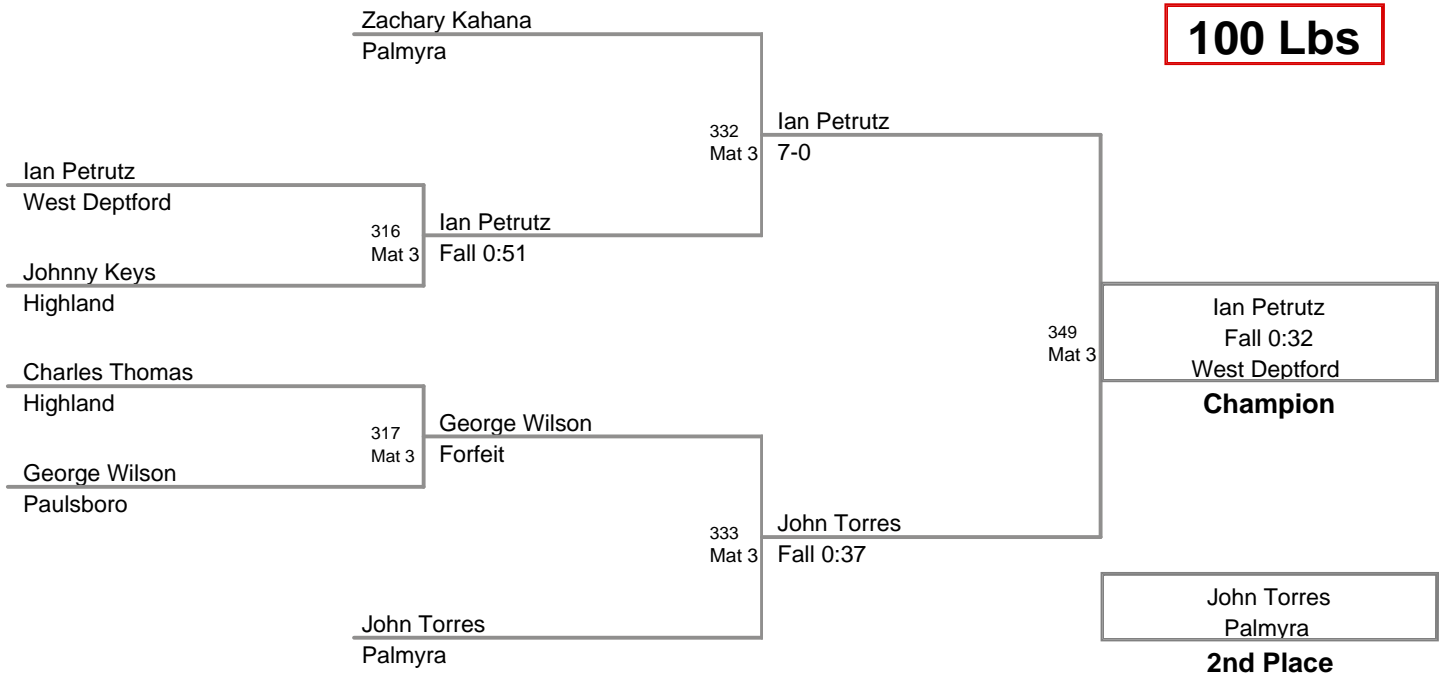 Zachary Kahana
Palmyra
100 Lbs
332
Mat 3
Ian Petrutz
7-0
Ian Petrutz
West Deptford
316
Mat 3
Ian Petrutz
Fall 0:51
Johnny Keys
Highland
349
Mat 3
Ian Petrutz
Fall 0:32
West Deptford
Champion
Charles Thomas
Highland
317
Mat 3
George Wilson
Forfeit
George Wilson
Paulsboro
333
Mat 3
John Torres
Fall 0:37
John Torres
Palmyra
John Torres
Palmyra
2nd Place